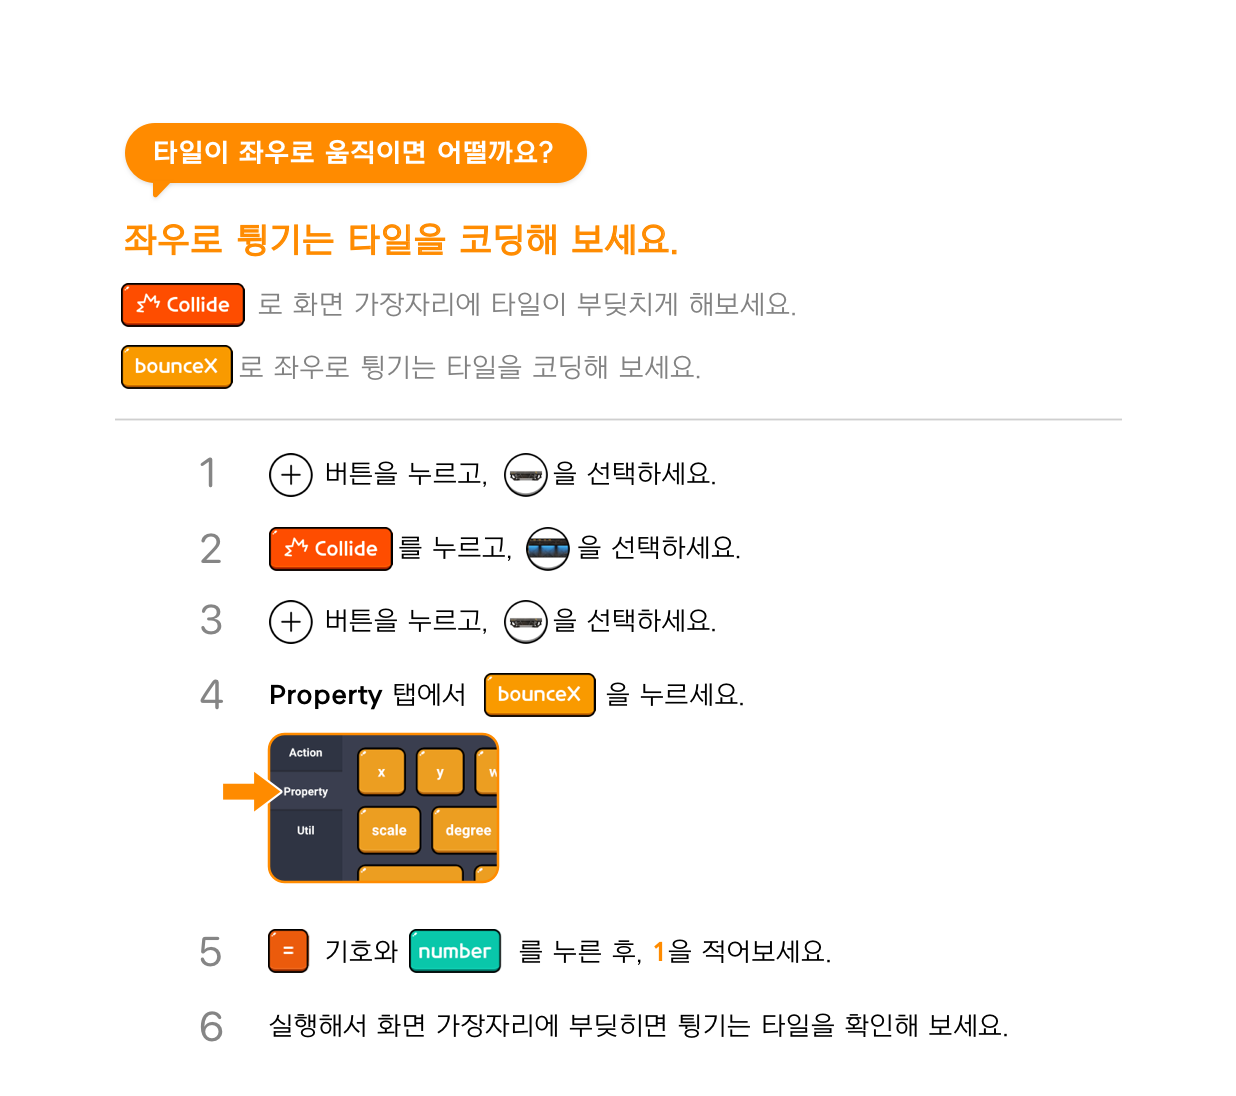 타일이 좌우로 움직이면 어떨까요?
좌우로 튕기는 타일을 코딩해 보세요.
Collide 로 화면 가장자리에 타일이 부딪치게 해보세요.
bounceX 로 좌우로 튕기는 타일을 코딩해 보세요.
1 + 버튼을 누르고, 을 선택하세요.
2 Collide 를 누르고, 을 선택하세요.
3 + 버튼을 누르고, 을 선택하세요.
4 Property 탭에서 bounceX 을 누르세요.
Action
x y w
Property
Util
scale degree
5 = 기호와 number 를 누른 후, 1을 적어보세요.
6 실행해서 화면 가장자리에 부딪히면 튕기는 타일을 확인해 보세요.